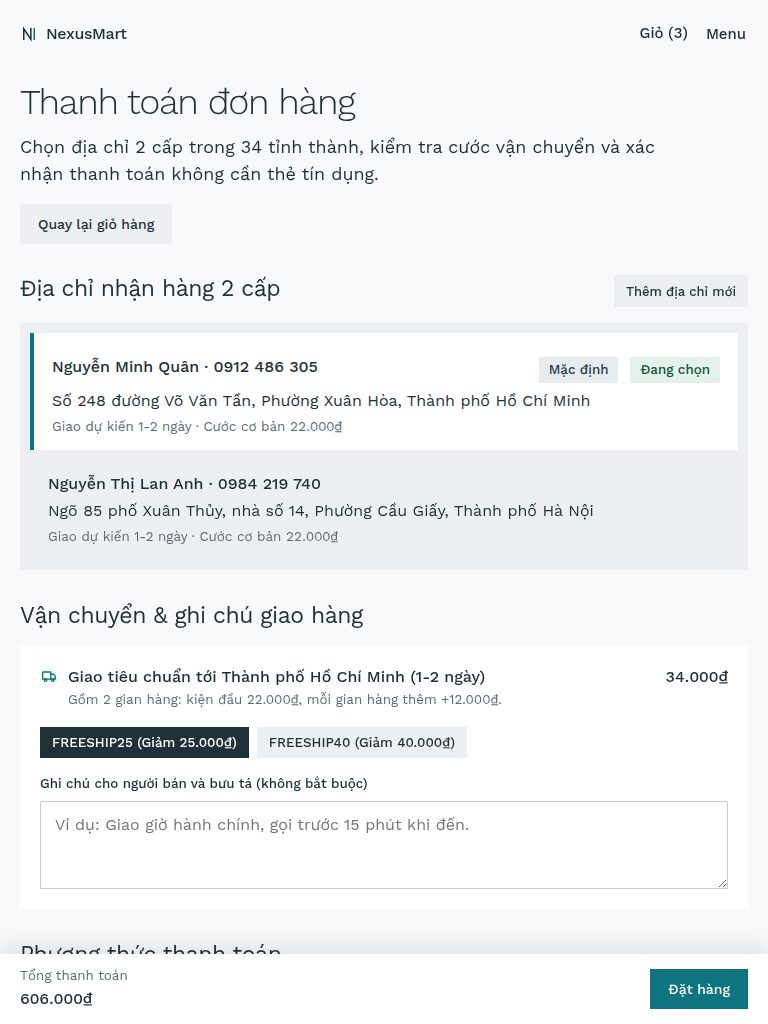 NexusMart
Giỏ (3)
Menu
Thanh toán đơn hàng
Chọn địa chỉ 2 cấp trong 34 tỉnh thành, kiểm tra cước vận chuyển và xác
nhận thanh toán không cần thẻ tín dụng.
Quay lại giỏ hàng
Địa chỉ nhận hàng 2 cấp
Thêm địa chỉ mới
Nguyễn Minh Quân · 0912 486 305
Mặc định
Đang chọn
Số 248 đường Võ Văn Tần, Phường Xuân Hòa, Thành phố Hồ Chí Minh
Giao dự kiến 1-2 ngày · Cước cơ bản 22.000₫
Nguyễn Thị Lan Anh · 0984 219 740
Ngõ 85 phố Xuân Thủy, nhà số 14, Phường Cầu Giấy, Thành phố Hà Nội
Giao dự kiến 1-2 ngày · Cước cơ bản 22.000₫
Vận chuyển & ghi chú giao hàng
Giao tiêu chuẩn tới Thành phố Hồ Chí Minh (1-2 ngày)
34.000₫
Gồm 2 gian hàng: kiện đầu 22.000₫, mỗi gian hàng thêm +12.000₫.
FREESHIP25 (Giảm 25.000₫)
FREESHIP40 (Giảm 40.000₫)
Ghi chú cho người bán và bưu tá (không bắt buộc)
Ví dụ: Giao giờ hành chính, gọi trước 15 phút khi đến.
Phương thức thanh toán
Tổng thanh toán
606.000₫
Đặt hàng